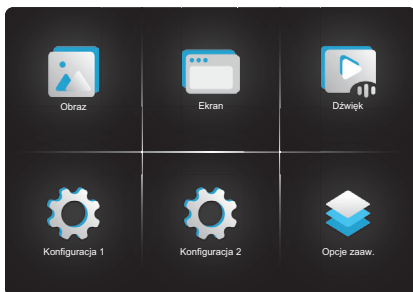 Obraz
Ekran
Dźwięk
Konfiguracja 1
Konfiguracja 2
Opcje zaaw.